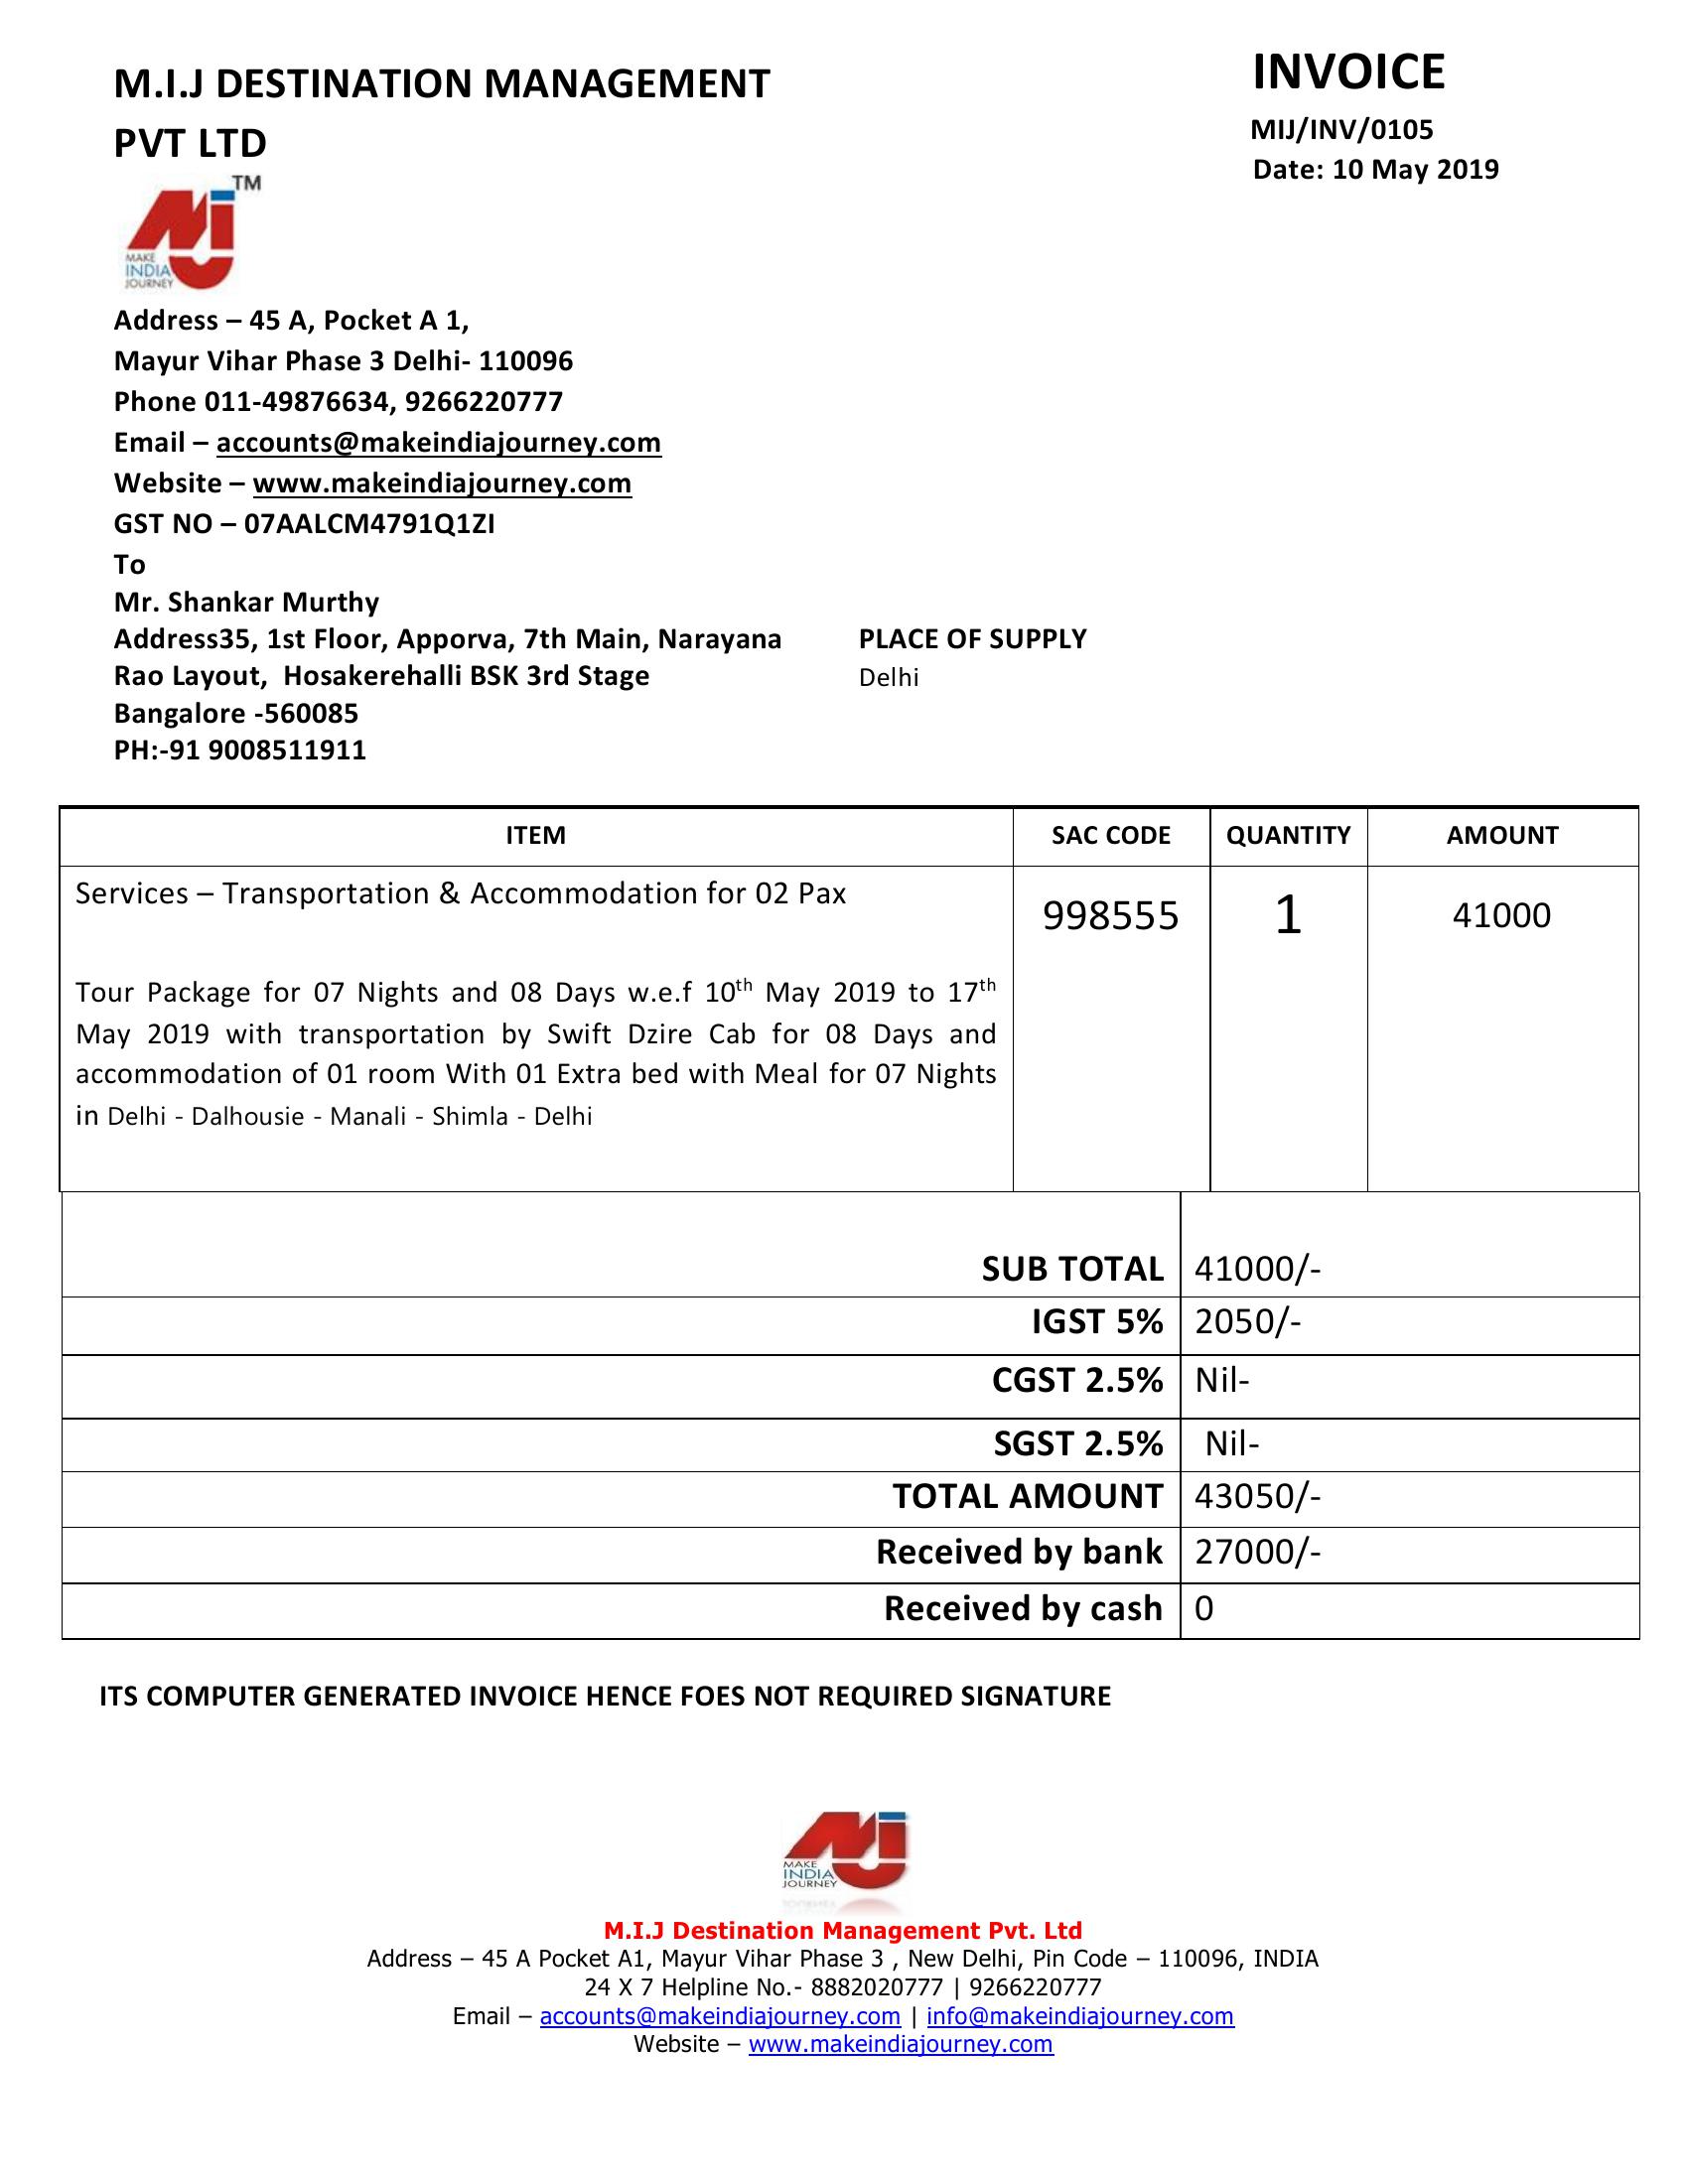 M.I.J DESTINATION MANAGEMENT
PVT LTD
INVOICE
MIJ/INV/0105
Date: 10 May 2019
TM
MAKE
INDIA
JOURNEY
Address – 45 A, Pocket A 1,
Mayur Vihar Phase 3 Delhi- 110096
Phone 011-49876634, 9266220777
Email – accounts@makeindiajourney.com
Website – www.makeindiajourney.com
GST NO – 07AALCM4791Q1ZI
To
Mr. Shankar Murthy
Address35, 1st Floor, Apporva, 7th Main, Narayana
Rao Layout,  Hosakerehalli BSK 3rd Stage
Bangalore -560085
PH:-91 9008511911
PLACE OF SUPPLY
Delhi
ITEM SAC CODE QUANTITY AMOUNT
Services – Transportation & Accommodation for 02 Pax 998555 1 41000
Tour Package for 07 Nights and 08 Days w.e.f 10th May 2019 to 17th
May 2019 with transportation by Swift Dzire Cab for 08 Days and
accommodation of 01 room With 01 Extra bed with Meal for 07 Nights
in Delhi - Dalhousie - Manali - Shimla - Delhi
SUB TOTAL 41000/-
IGST 5% 2050/-
CGST 2.5% Nil-
SGST 2.5% Nil-
TOTAL AMOUNT 43050/-
Received by bank 27000/-
Received by cash 0
ITS COMPUTER GENERATED INVOICE HENCE FOES NOT REQUIRED SIGNATURE
MAKE
INDIA
JOURNEY
M.I.J Destination Management Pvt. Ltd
Address – 45 A Pocket A1, Mayur Vihar Phase 3 , New Delhi, Pin Code – 110096, INDIA
24 X 7 Helpline No.- 8882020777 | 9266220777
Email – accounts@makeindiajourney.com | info@makeindiajourney.com
Website – www.makeindiajourney.com